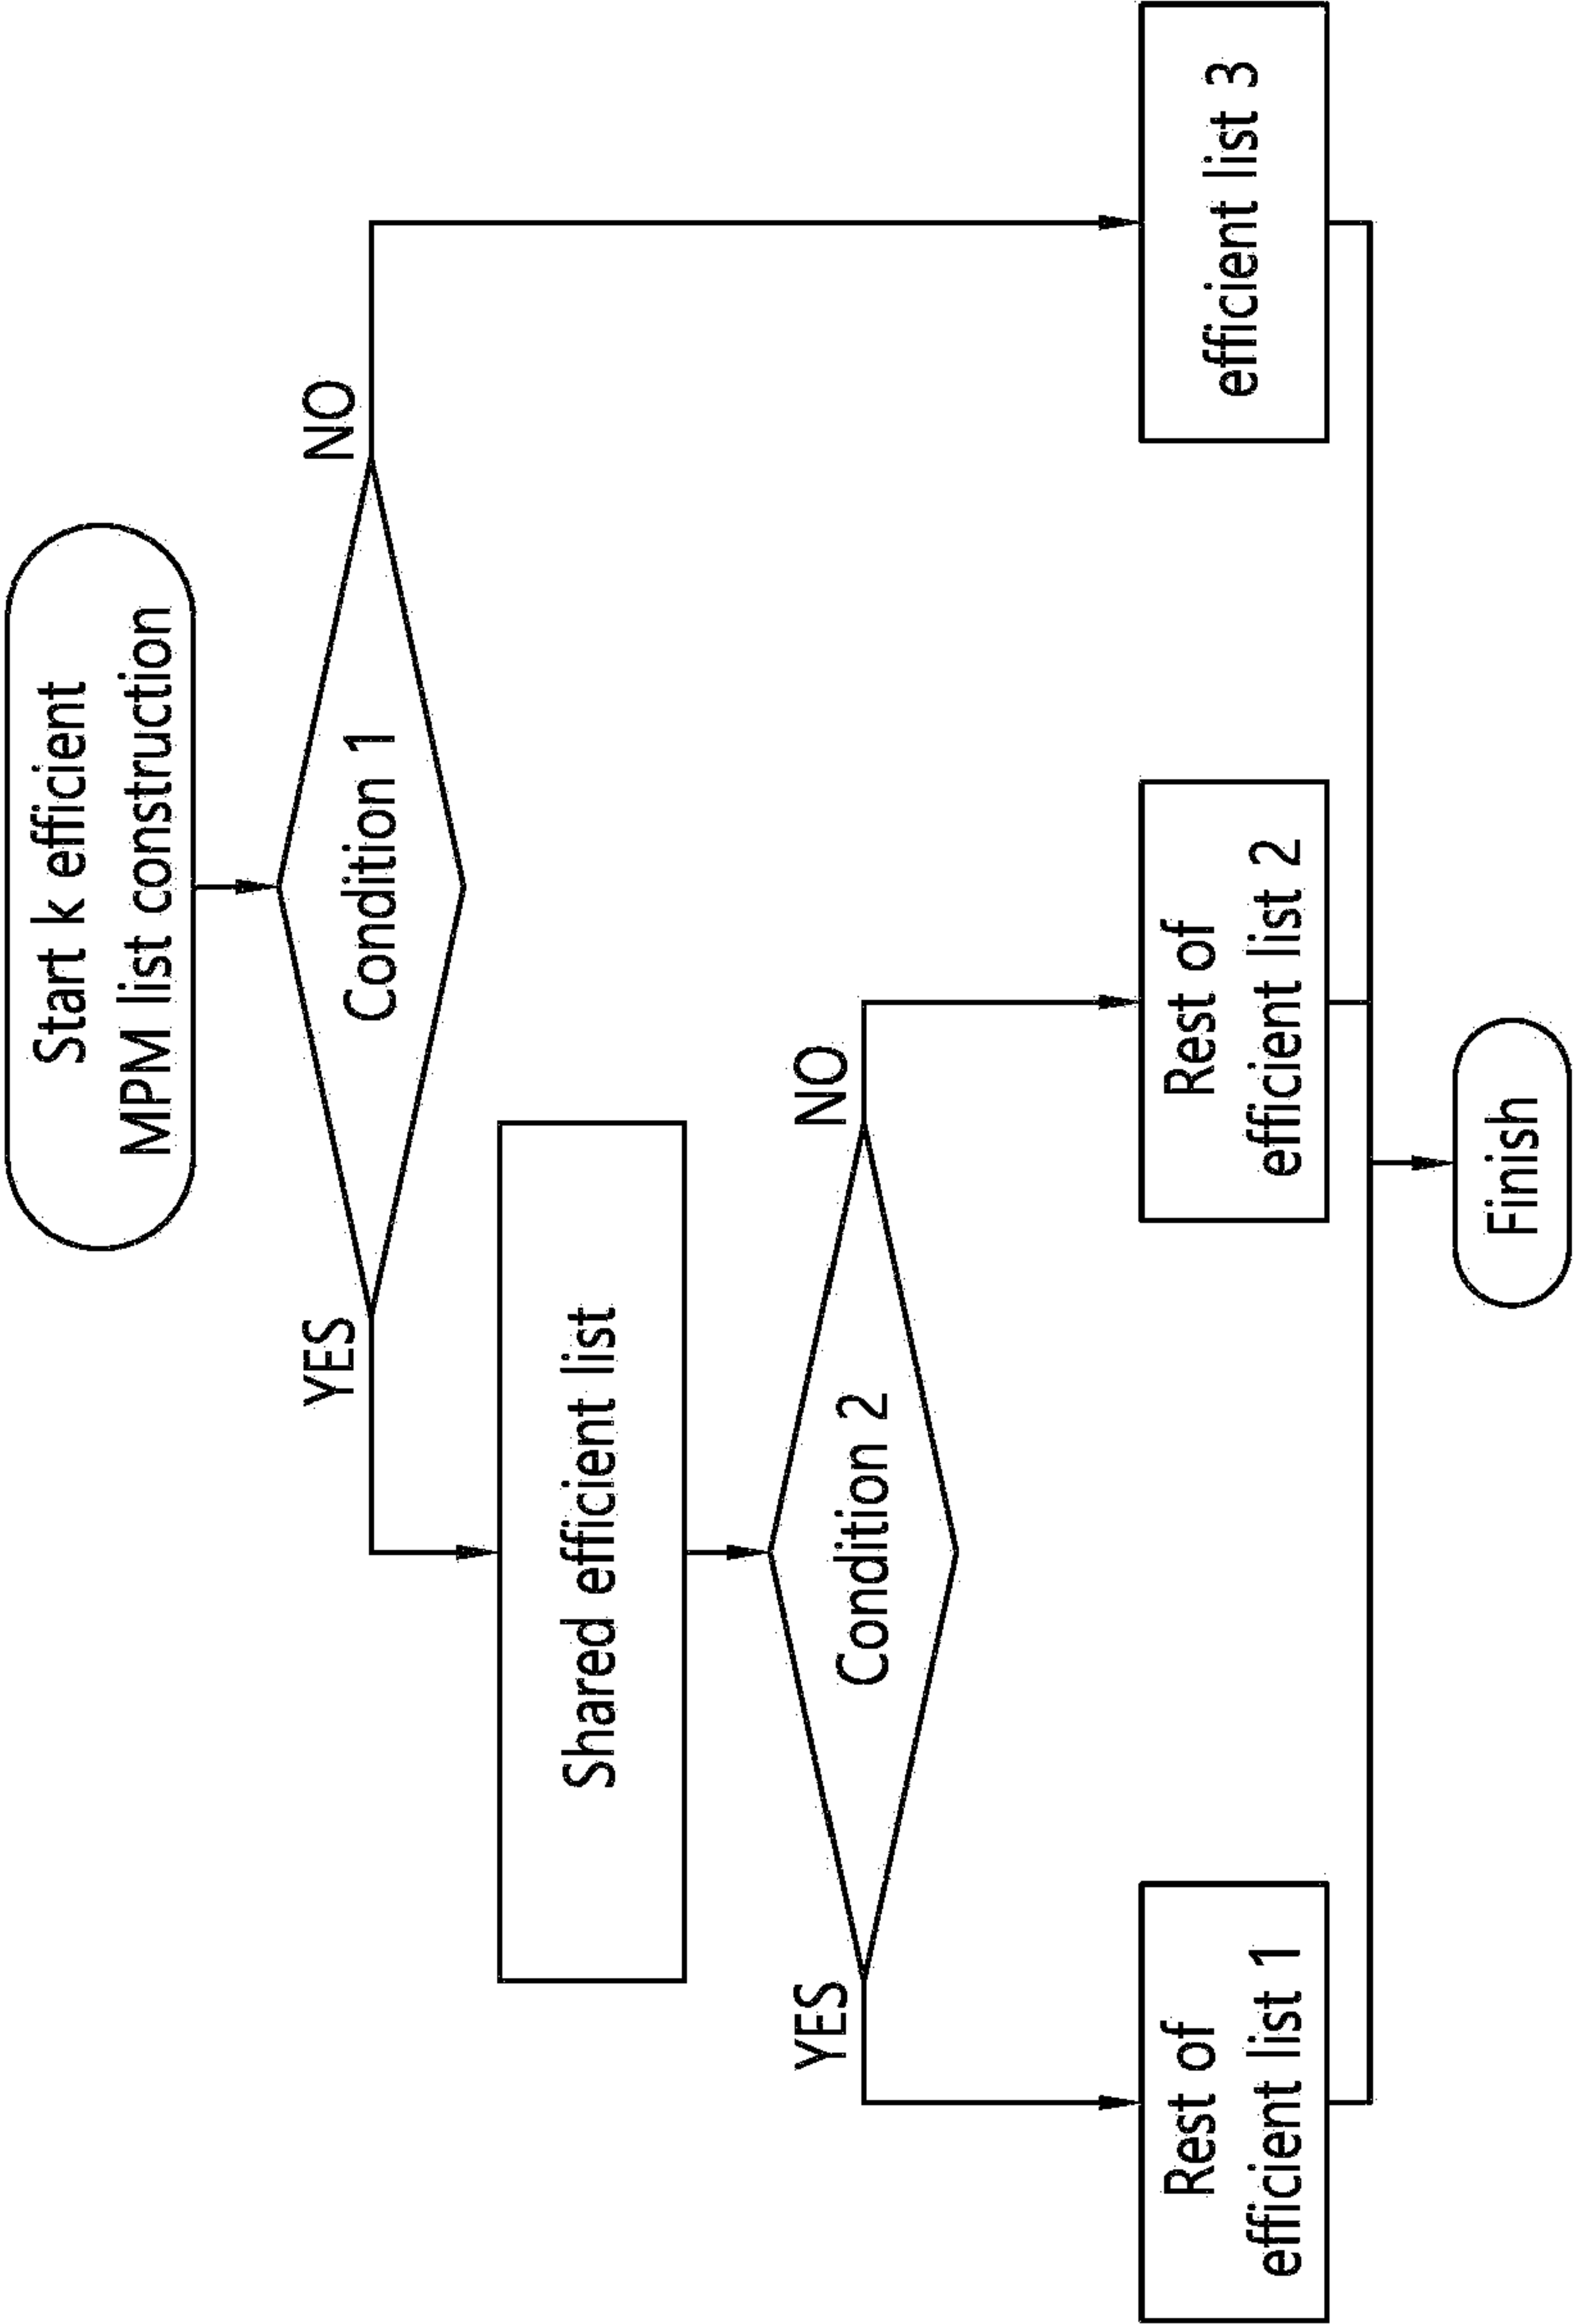 Start k efficient
MPM list construction
Condition 1
YES
NO
Shared efficient list
Condition 2
YES
NO
Rest of
efficient list 1
Rest of
efficient list 2
efficient list 3
Finish